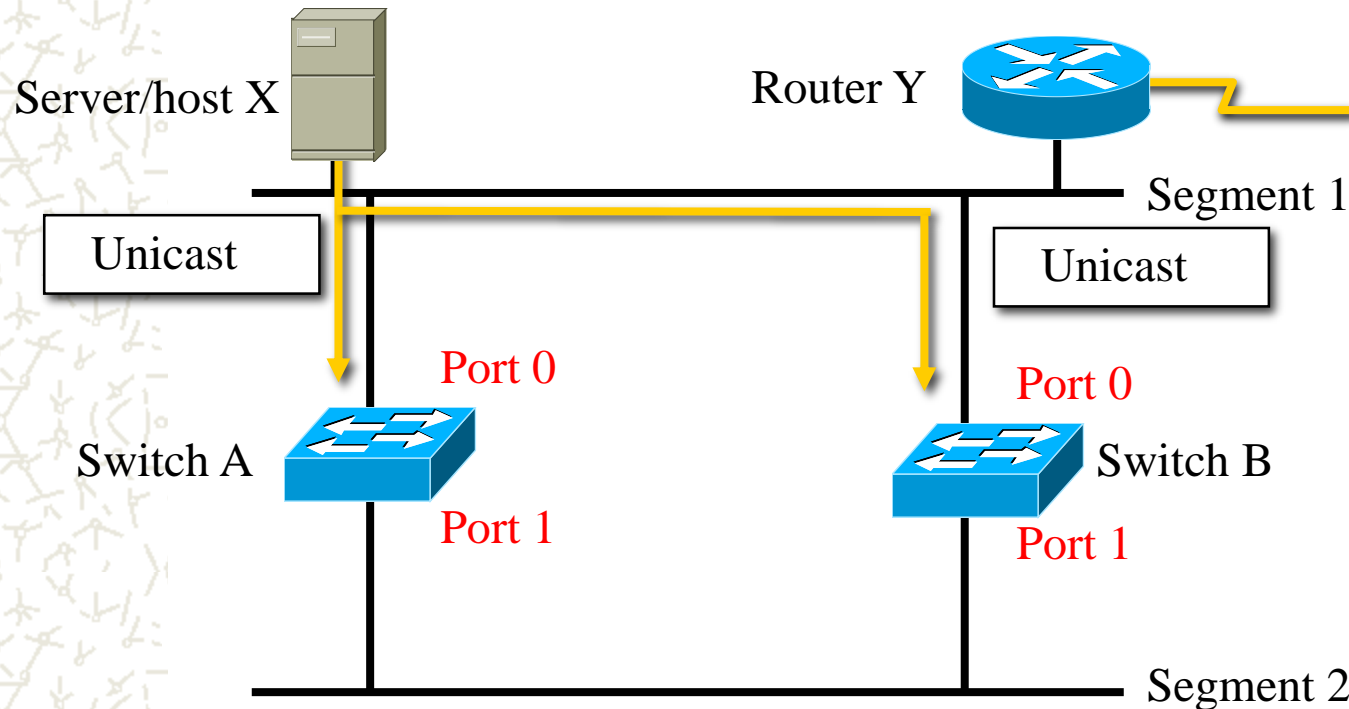 Server/host X
Router Y
Segment 1
Unicast
Unicast
Port 0
Port 0
Switch A
Switch B
Port 1
Port 1
Segment 2